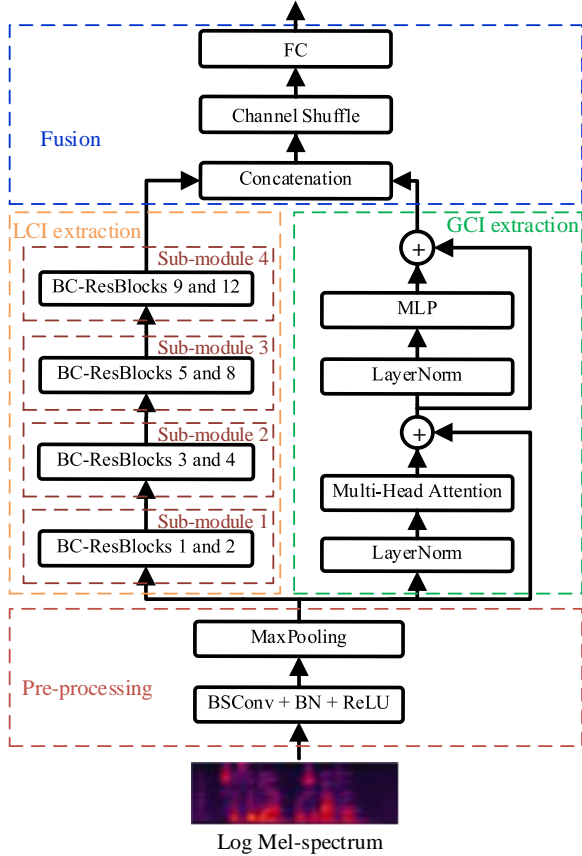 FC
Channel Shuffle
Fusion
Concatenation
LCI extraction
GCI extraction
Sub-module 4
BC-ResBlocks 9 and 12
+
MLP
Sub-module 3
BC-ResBlocks 5 and 8
LayerNorm
Sub-module 2
+
BC-ResBlocks 3 and 4
Multi-Head Attention
Sub-module 1
BC-ResBlocks 1 and 2
LayerNorm
MaxPooling
Pre-processing
BSConv + BN + ReLU
Log Mel-spectrum